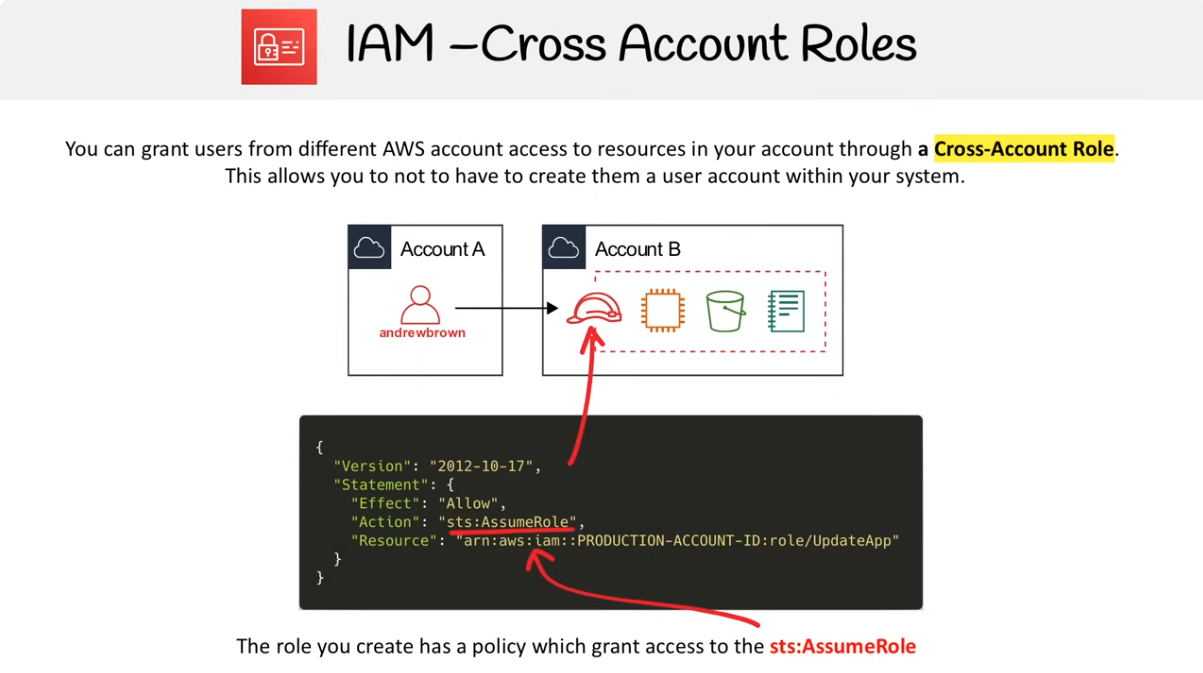 IAM –Cross Account Roles
You can grant users from different AWS account access to resources in your account through a Cross-Account Role.
This allows you to not to have to create them a user account within your system.
Account A
Account B
andrewbrown
{
"Version": "2012-10-17",
"Statement": {
"Effect": "Allow",
"Action": "sts:AssumeRole",
"Resource": "arn:aws:iam::PRODUCTION-ACCOUNT-ID:role/UpdateApp"
}
}
The role you create has a policy which grant access to the sts:AssumeRole